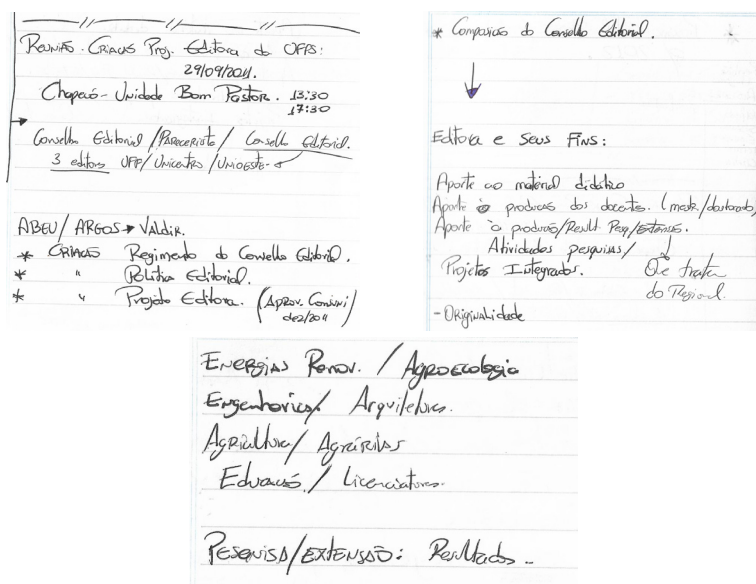 Reunião - Criação Proj. Editora da UFFS:
29/09/2011.
Chapecó - Unidade Bom Pastor. 13:30
17:30
Conselho Editorial / Parecerista / Conselho Editorial.
3 editoras UFPR / Unicentro / Unioeste
ABEU / ARGOS → Valdir.
* Criação Regimento do Conselho Editorial.
* " Política Editorial.
* " Projeto Editora. (Aprov. Consuni
dez/2011)
* Composição do Conselho Editorial.
Editora e Seus Fins:
Aporte ao material didático
Aporte à produção dos docentes. (mestr./doutorado)
Aporte à produção/Result. Pesq/extensão.
Atividades pesquisas/
Projetos Integrados. Que trata
do Regional.
- Originalidade
Energias Renov. / Agroecologia
Engenharias / Arquitetura.
Agricultura / Agrárias
Educação / Licenciaturas.
Pesquisa/Extensão: Resultados -